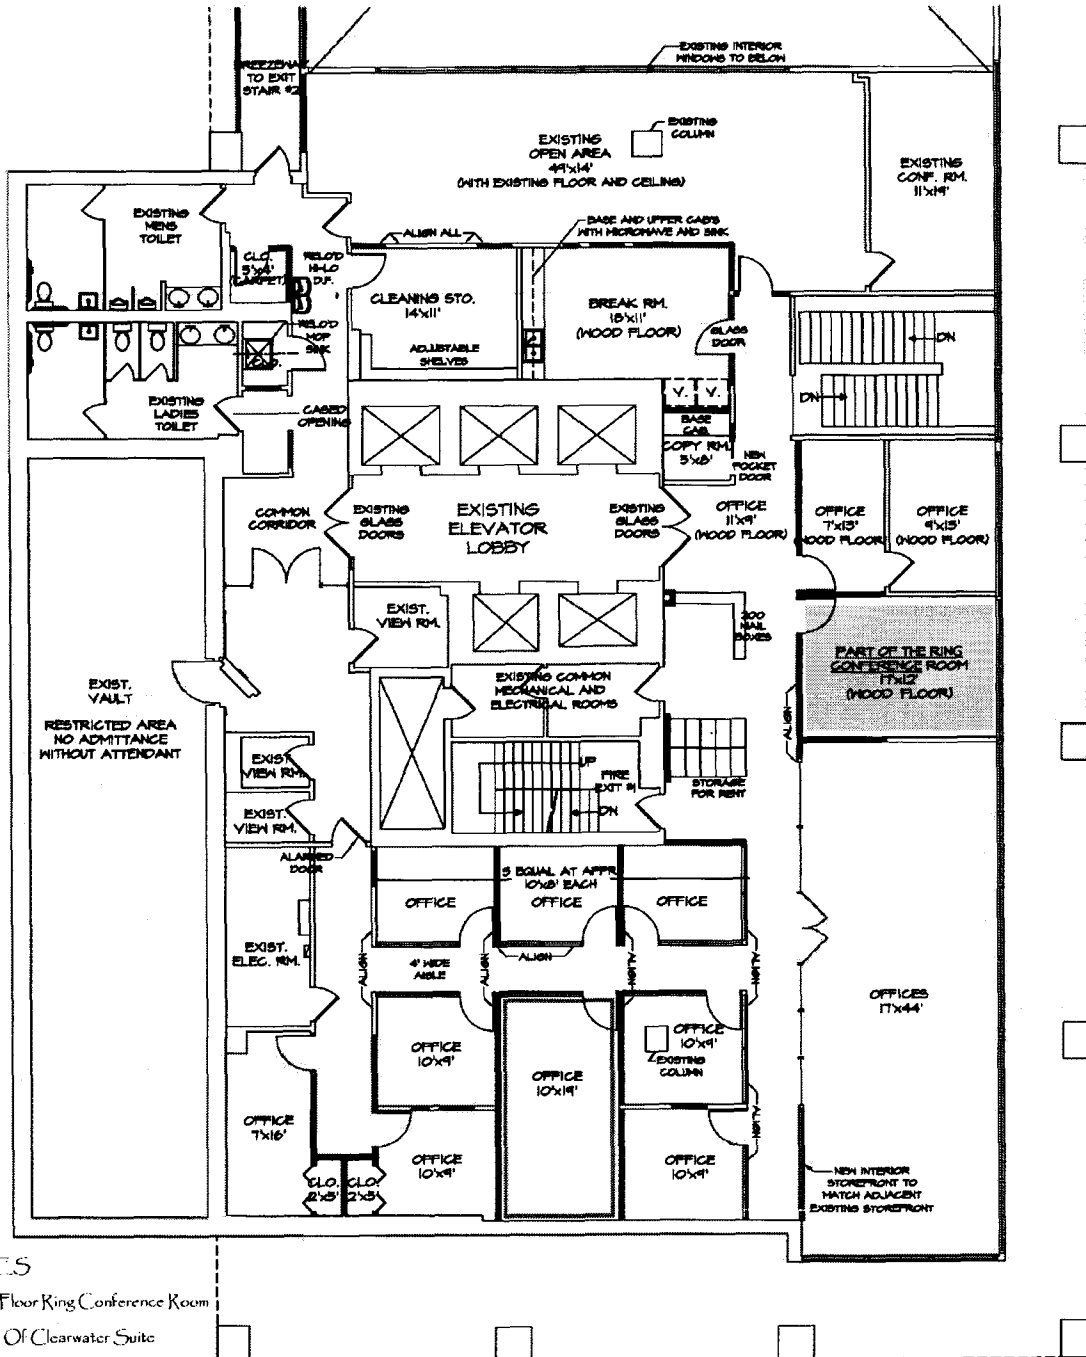 EXISTING INTERIOR
WINDOWS TO BELOW
REEZEWA
TO EXIT
STAIR #2
EXISTING
COLUMN
EXISTING
OPEN AREA
49'x14'
(WITH EXISTING FLOOR AND CEILING)
EXISTING
CONF. RM.
11'x19'
EXISTING
MENS
TOILET
ALIGN ALL
BASE AND UPPER CAB'S
WITH MICROWAVE AND SINK
CLO.
5'x4'
(CARPET)
RELO'D
HI-LO
D.F.
CLEANING STO.
14'x11'
BREAK RM.
18'x11'
(WOOD FLOOR)
GLASS
DOOR
RELO'D
MOP
SINK
ADJUSTABLE
SHELVES
DN
DN
V.
V.
EXISTING
LADIES
TOILET
CASED
OPENING
BASE
CAB.
COPY RM.
5'x8'
NEW
POCKET
DOOR
COMMON
CORRIDOR
EXISTING
GLASS
DOORS
EXISTING
ELEVATOR
LOBBY
EXISTING
GLASS
DOORS
OFFICE
11'x9'
(WOOD FLOOR)
OFFICE
7'x13'
WOOD FLOOR
OFFICE
9'x13'
(WOOD FLOOR)
EXIST.
VIEW RM.
200
MAIL
BOXES
PART OF THE RING
CONFERENCE ROOM
17'x12'
(WOOD FLOOR)
EXIST.
VAULT
RESTRICTED AREA
NO ADMITTANCE
WITHOUT ATTENDANT
EXISTING COMMON
MECHANICAL AND
ELECTRICAL ROOMS
ALIGN
EXIST.
VIEW RM.
UP
FIRE
EXIT #1
DN
STORAGE
FOR RENT
EXIST.
VIEW RM.
ALARMED
DOOR
5 EQUAL AT APPR.
10'x8' EACH
OFFICE
OFFICE
OFFICE
EXIST.
ELEC. RM.
ALIGN
4' WIDE
AISLE
ALIGN
ALIGN
ALIGN
ALIGN
OFFICES
17'x44'
OFFICE
10'x9'
OFFICE
10'x19'
OFFICE
10'x9'
EXISTING
COLUMN
OFFICE
7'x16'
ALIGN
OFFICE
10'x9'
OFFICE
10'x9'
CLO.
2'x5'
CLO.
2'x5'
NEW INTERIOR
STOREFRONT TO
MATCH ADJACENT
EXISTING STOREFRONT
ES
Floor Ring Conference Room
Of Clearwater Suite